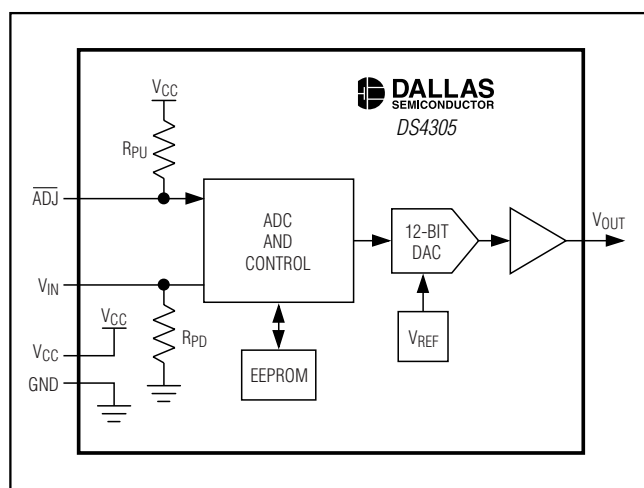 DALLAS
SEMICONDUCTOR
DS4305
VCC
RPU
ADJ
ADC
AND
CONTROL
12-BIT
DAC
VOUT
VIN
VCC
RPD
VREF
VCC
EEPROM
GND